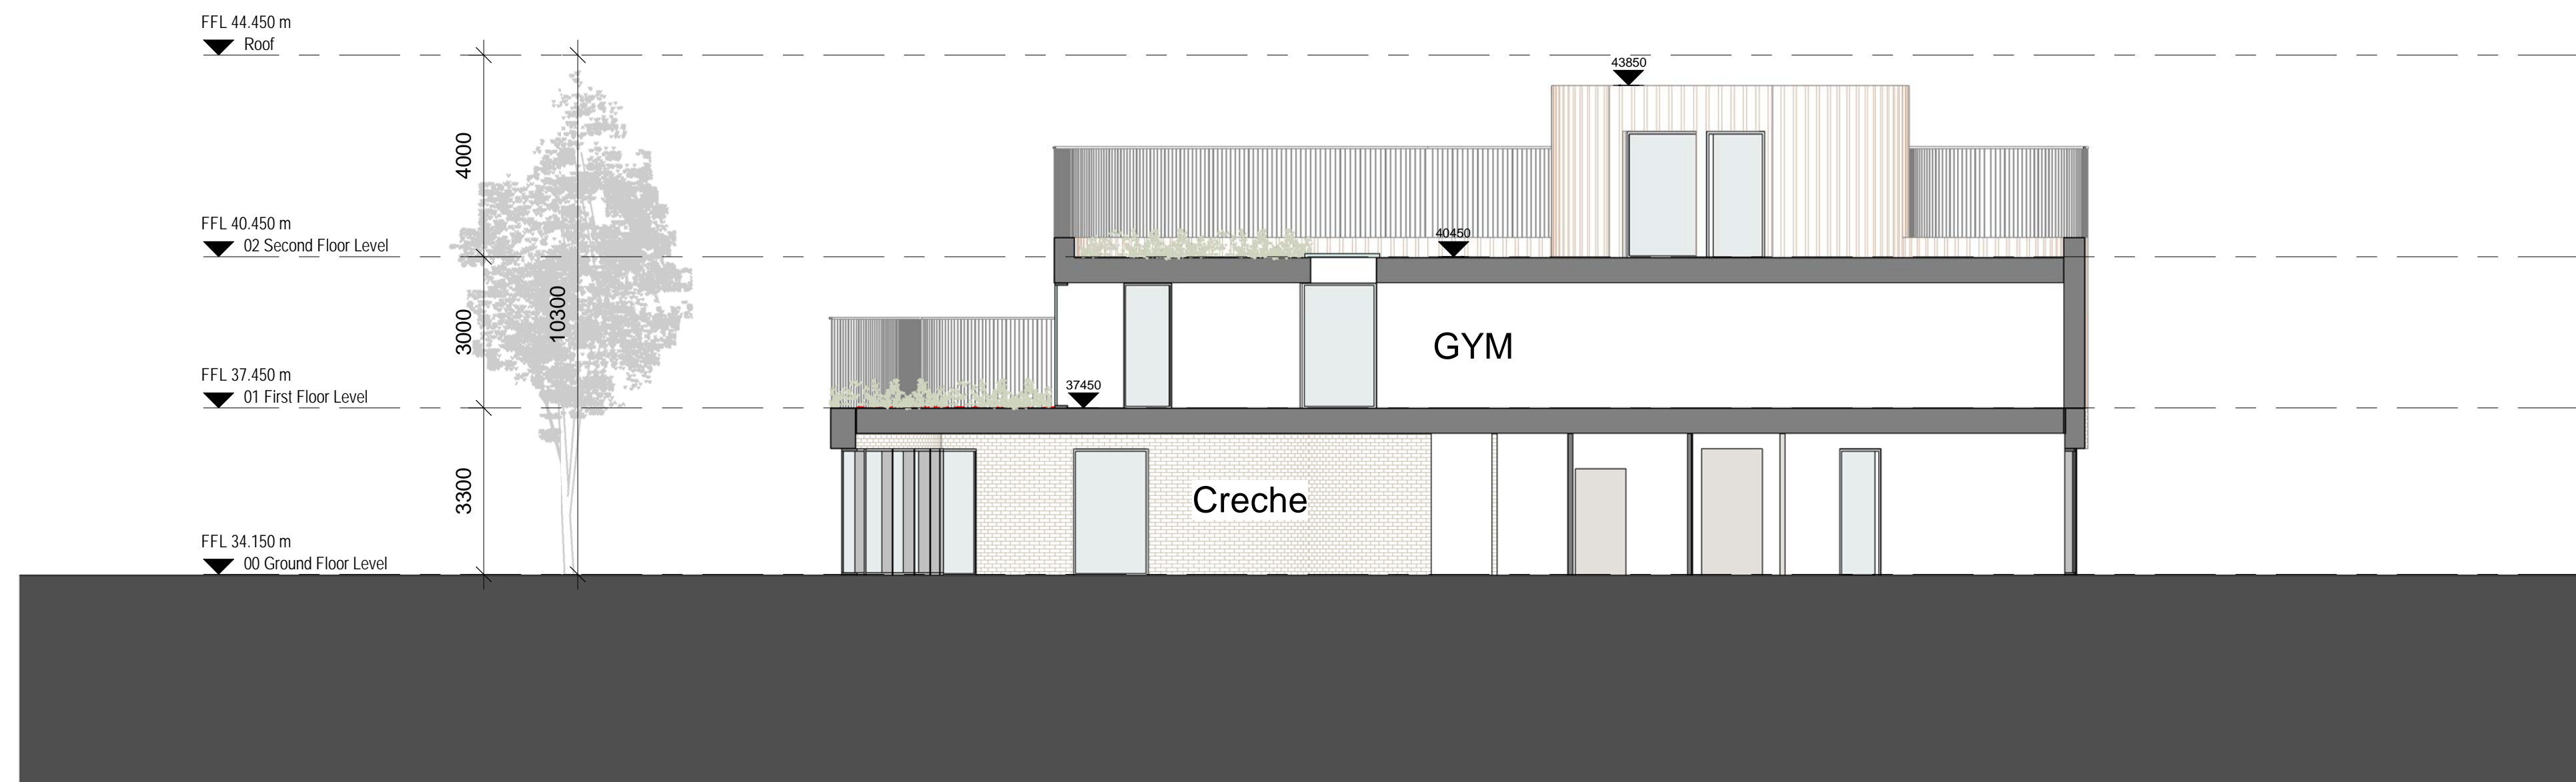 FFL 44.450 m
Roof
43850
4000
FFL 40.450 m
02 Second Floor Level
40450
10300
3000
GYM
FFL 37.450 m
01 First Floor Level
37450
3300
Creche
FFL 34.150 m
00 Ground Floor Level